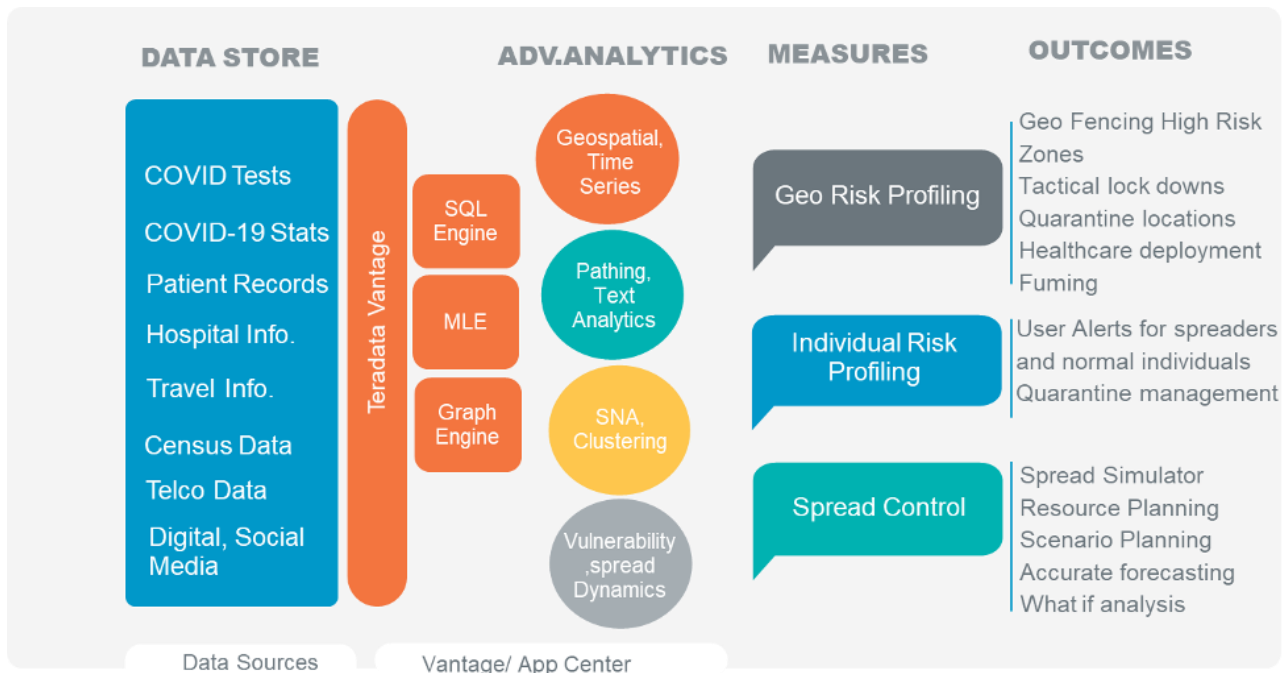 DATA STORE
ADV.ANALYTICS
MEASURES
OUTCOMES
COVID Tests
COVID-19 Stats
Patient Records
Hospital Info.
Travel Info.
Census Data
Telco Data
Digital, Social
Media
Teradata Vantage
SQL
Engine
MLE
Graph
Engine
Geospatial,
Time
Series
Pathing,
Text
Analytics
SNA,
Clustering
Vulnerability
,spread
Dynamics
Geo Risk Profiling
Individual Risk
Profiling
Spread Control
Geo Fencing High Risk
Zones
Tactical lock downs
Quarantine locations
Healthcare deployment
Fuming
User Alerts for spreaders
and normal individuals
Quarantine management
Spread Simulator
Resource Planning
Scenario Planning
Accurate forecasting
What if analysis
Data Sources
Vantage/ App Center